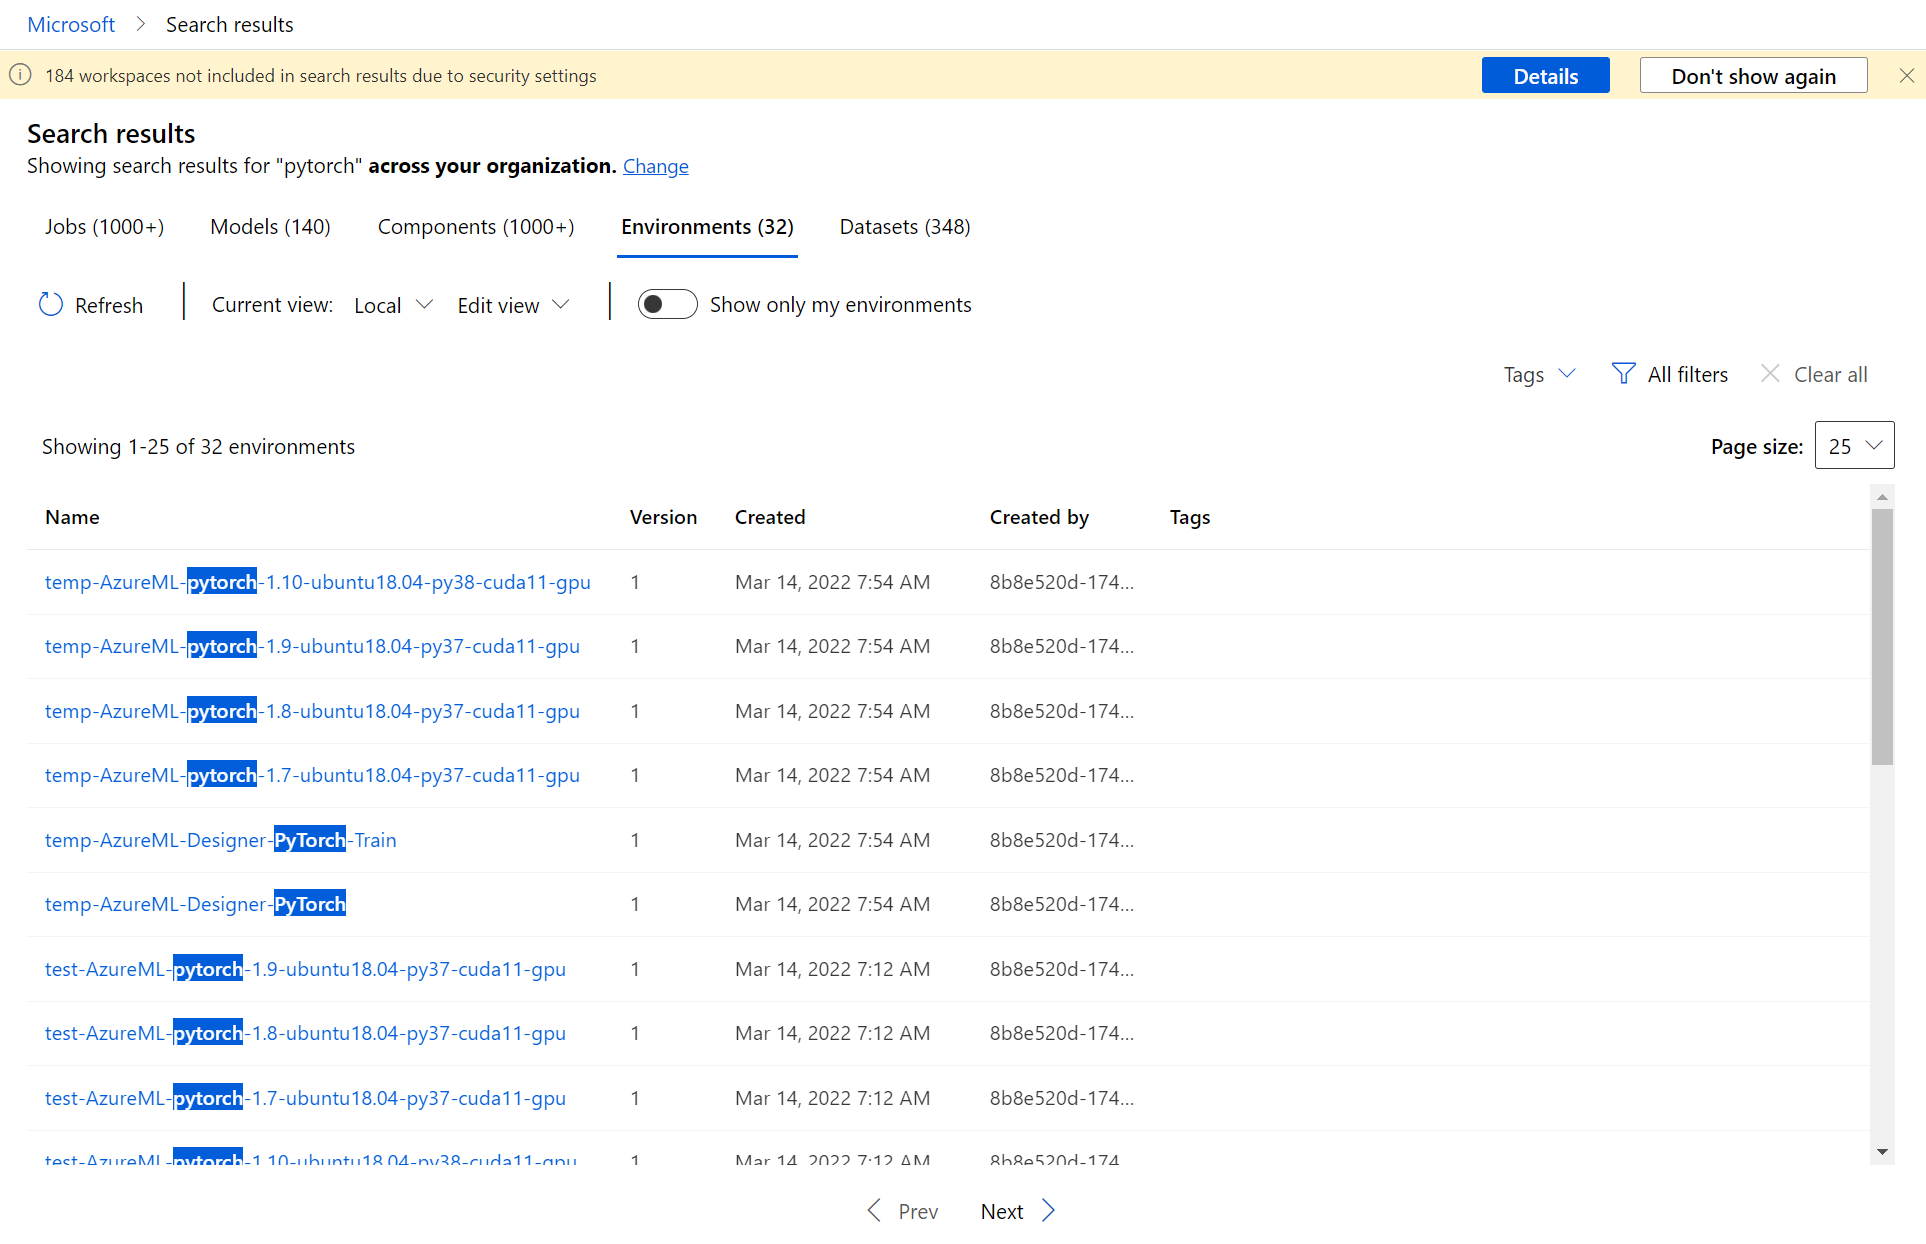 Microsoft > Search results
184 workspaces not included in search results due to security settings Details Don't show again
Search results
Showing search results for "pytorch" across your organization. Change
Jobs (1000+) Models (140) Components (1000+) Environments (32) Datasets (348)
Refresh Current view: Local Edit view Show only my environments
Tags All filters Clear all
Showing 1-25 of 32 environments Page size: 25
Name Version Created Created by Tags
temp-AzureML-pytorch-1.10-ubuntu18.04-py38-cuda11-gpu 1 Mar 14, 2022 7:54 AM 8b8e520d-174...
temp-AzureML-pytorch-1.9-ubuntu18.04-py37-cuda11-gpu 1 Mar 14, 2022 7:54 AM 8b8e520d-174...
temp-AzureML-pytorch-1.8-ubuntu18.04-py37-cuda11-gpu 1 Mar 14, 2022 7:54 AM 8b8e520d-174...
temp-AzureML-pytorch-1.7-ubuntu18.04-py37-cuda11-gpu 1 Mar 14, 2022 7:54 AM 8b8e520d-174...
temp-AzureML-Designer-PyTorch-Train 1 Mar 14, 2022 7:54 AM 8b8e520d-174...
temp-AzureML-Designer-PyTorch 1 Mar 14, 2022 7:54 AM 8b8e520d-174...
test-AzureML-pytorch-1.9-ubuntu18.04-py37-cuda11-gpu 1 Mar 14, 2022 7:12 AM 8b8e520d-174...
test-AzureML-pytorch-1.8-ubuntu18.04-py37-cuda11-gpu 1 Mar 14, 2022 7:12 AM 8b8e520d-174...
test-AzureML-pytorch-1.7-ubuntu18.04-py37-cuda11-gpu 1 Mar 14, 2022 7:12 AM 8b8e520d-174...
test-AzureML-pytorch-1.10-ubuntu18.04-py38-cuda11-gpu 1 Mar 14, 2022 7:12 AM 8b8e520d-174
Prev Next